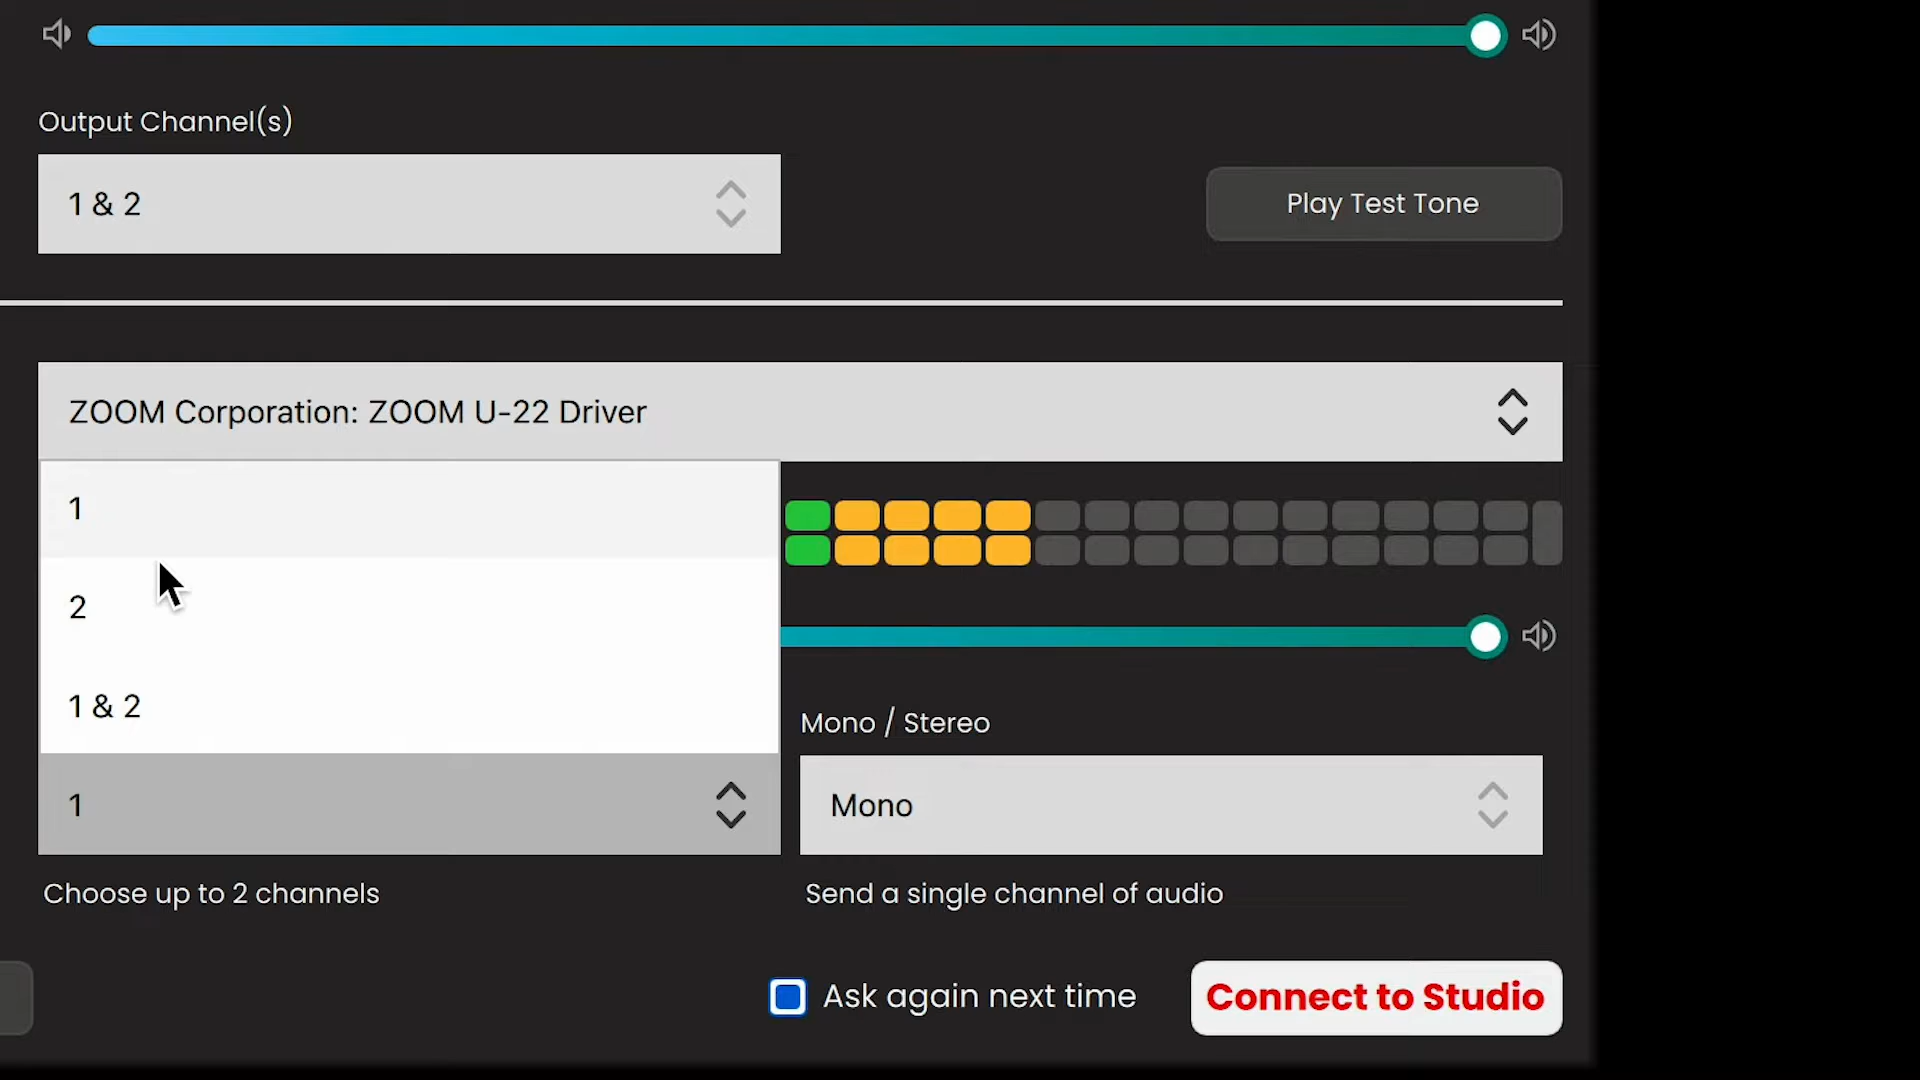 Output Channel(s)
1 & 2
Play Test Tone
ZOOM Corporation: ZOOM U-22 Driver
1
2
1 & 2
Mono / Stereo
1
Mono
Choose up to 2 channels
Send a single channel of audio
Ask again next time
Connect to Studio